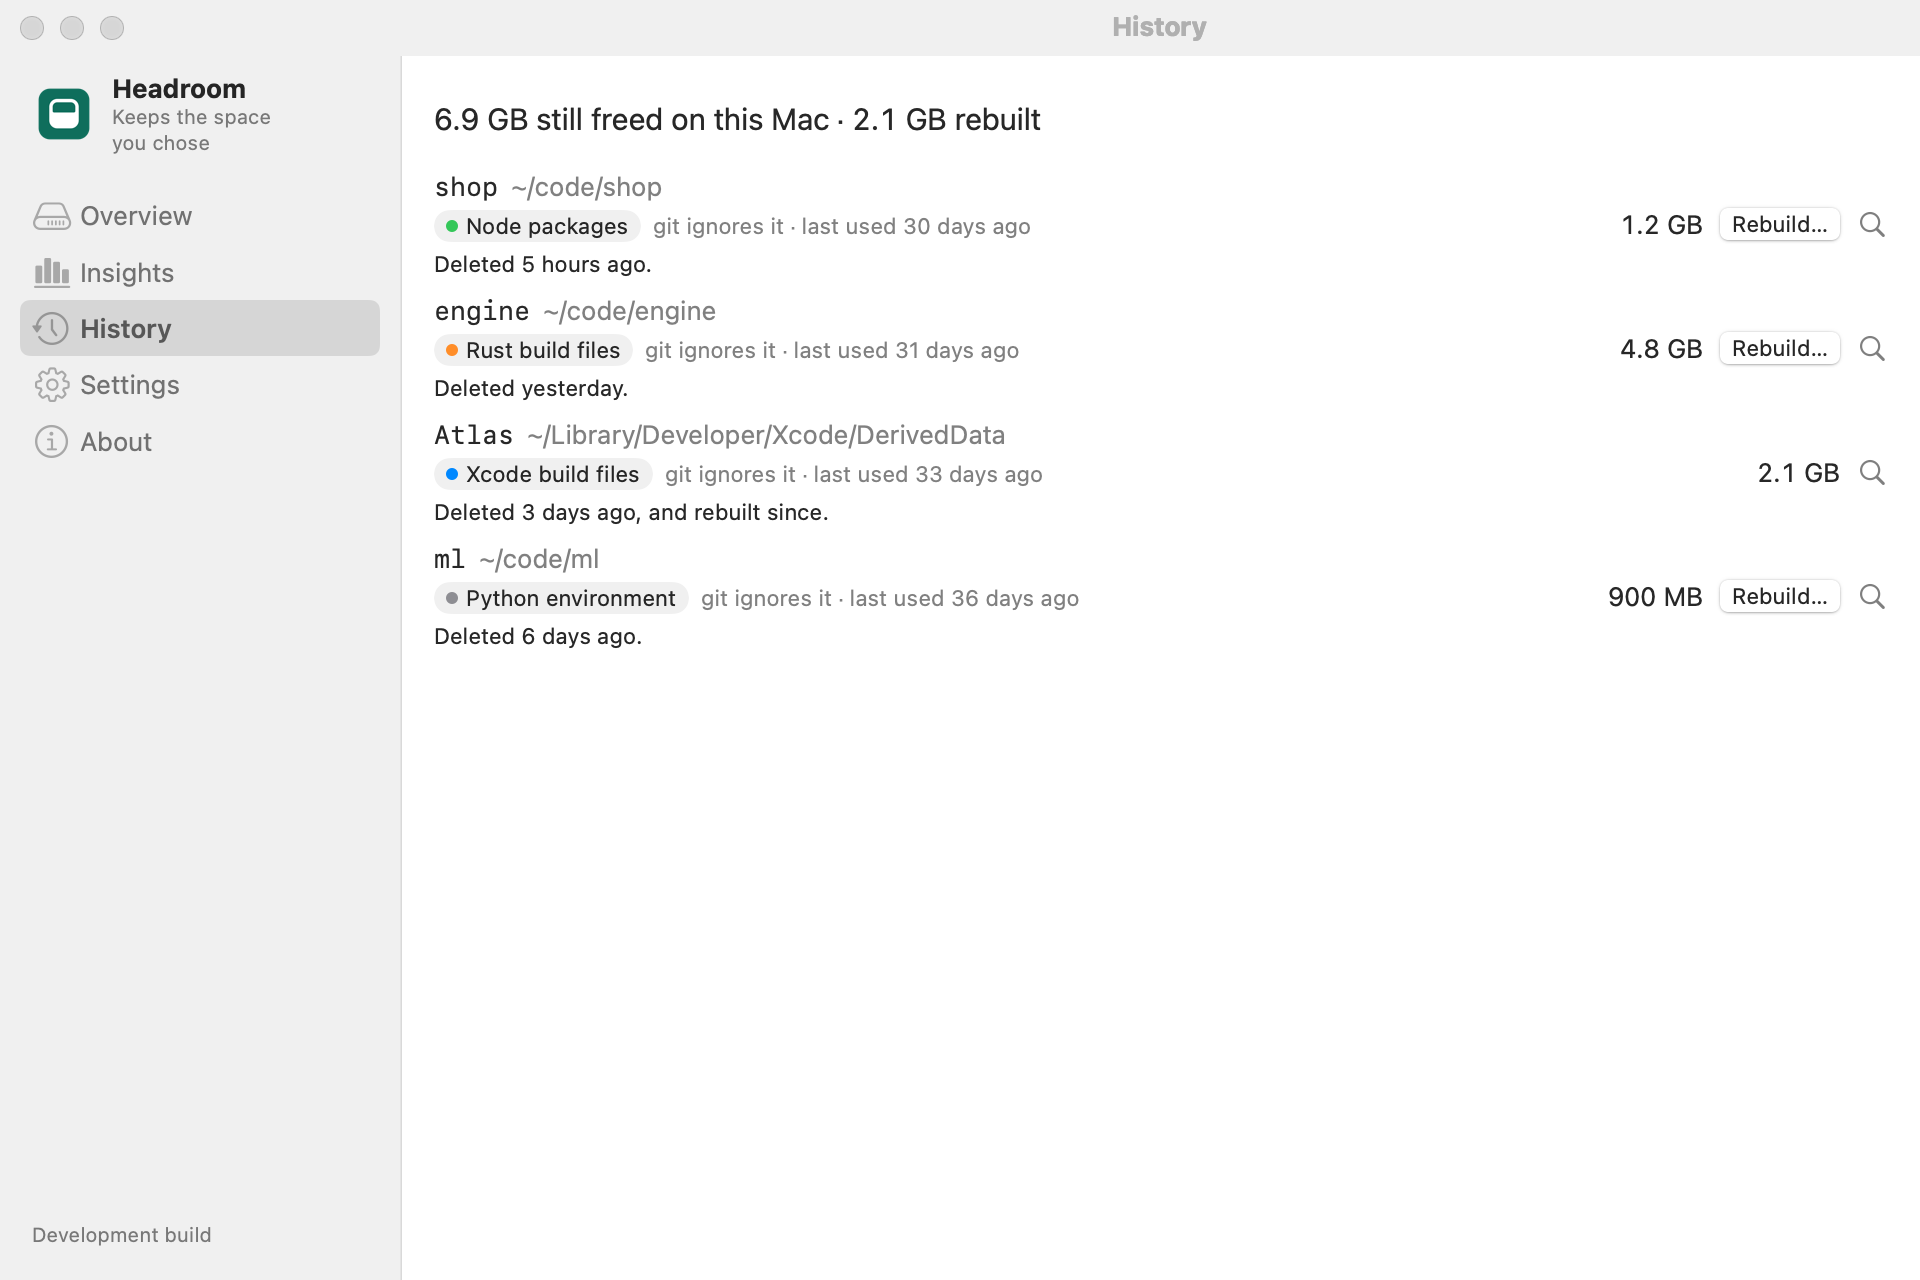 History
Headroom
Keeps the space
you chose
Overview
Insights
History
Settings
About
Development build
6.9 GB still freed on this Mac · 2.1 GB rebuilt
shop ~/code/shop
Node packages git ignores it · last used 30 days ago 1.2 GB Rebuild...
Deleted 5 hours ago.
engine ~/code/engine
Rust build files git ignores it · last used 31 days ago 4.8 GB Rebuild...
Deleted yesterday.
Atlas ~/Library/Developer/Xcode/DerivedData
Xcode build files git ignores it · last used 33 days ago 2.1 GB
Deleted 3 days ago, and rebuilt since.
ml ~/code/ml
Python environment git ignores it · last used 36 days ago 900 MB Rebuild...
Deleted 6 days ago.